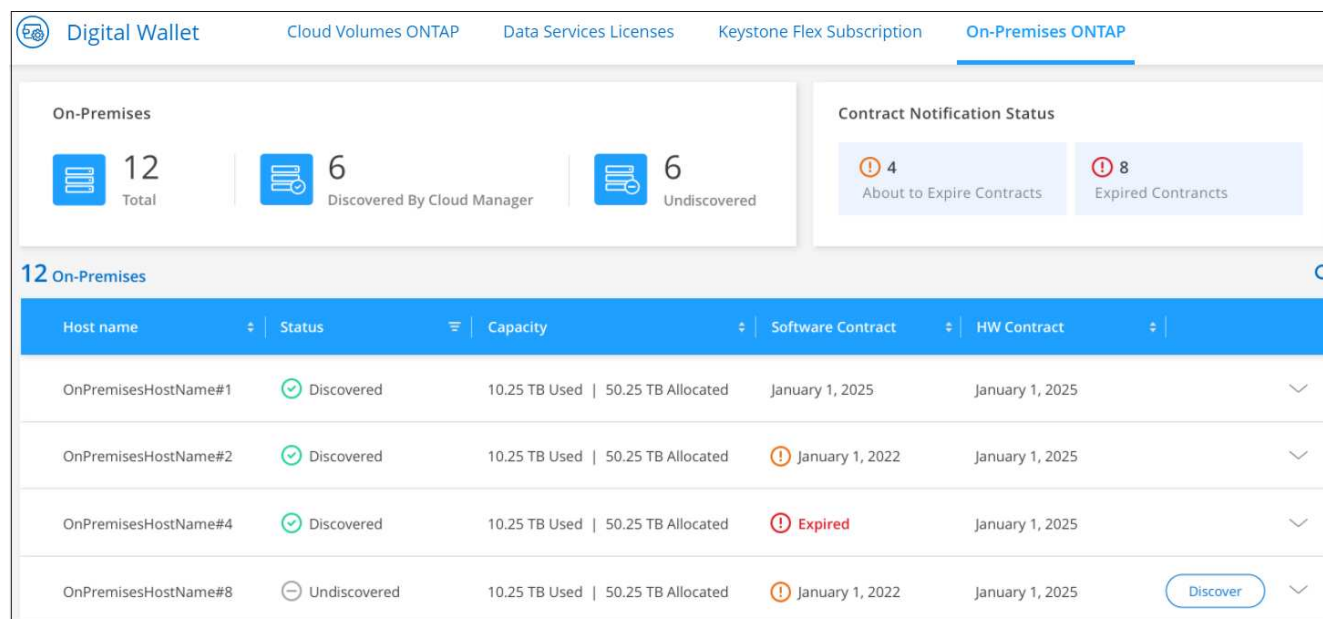 Digital Wallet Cloud Volumes ONTAP Data Services Licenses Keystone Flex Subscription On-Premises ONTAP
On-Premises
12
Total
6
Discovered By Cloud Manager
6
Undiscovered
Contract Notification Status
4
About to Expire Contracts
8
Expired Contrancts
12 On-Premises
Host name Status Capacity Software Contract HW Contract
OnPremisesHostName#1 Discovered 10.25 TB Used | 50.25 TB Allocated January 1, 2025 January 1, 2025
OnPremisesHostName#2 Discovered 10.25 TB Used | 50.25 TB Allocated January 1, 2022 January 1, 2025
OnPremisesHostName#4 Discovered 10.25 TB Used | 50.25 TB Allocated Expired January 1, 2025
OnPremisesHostName#8 Undiscovered 10.25 TB Used | 50.25 TB Allocated January 1, 2022 January 1, 2025 Discover